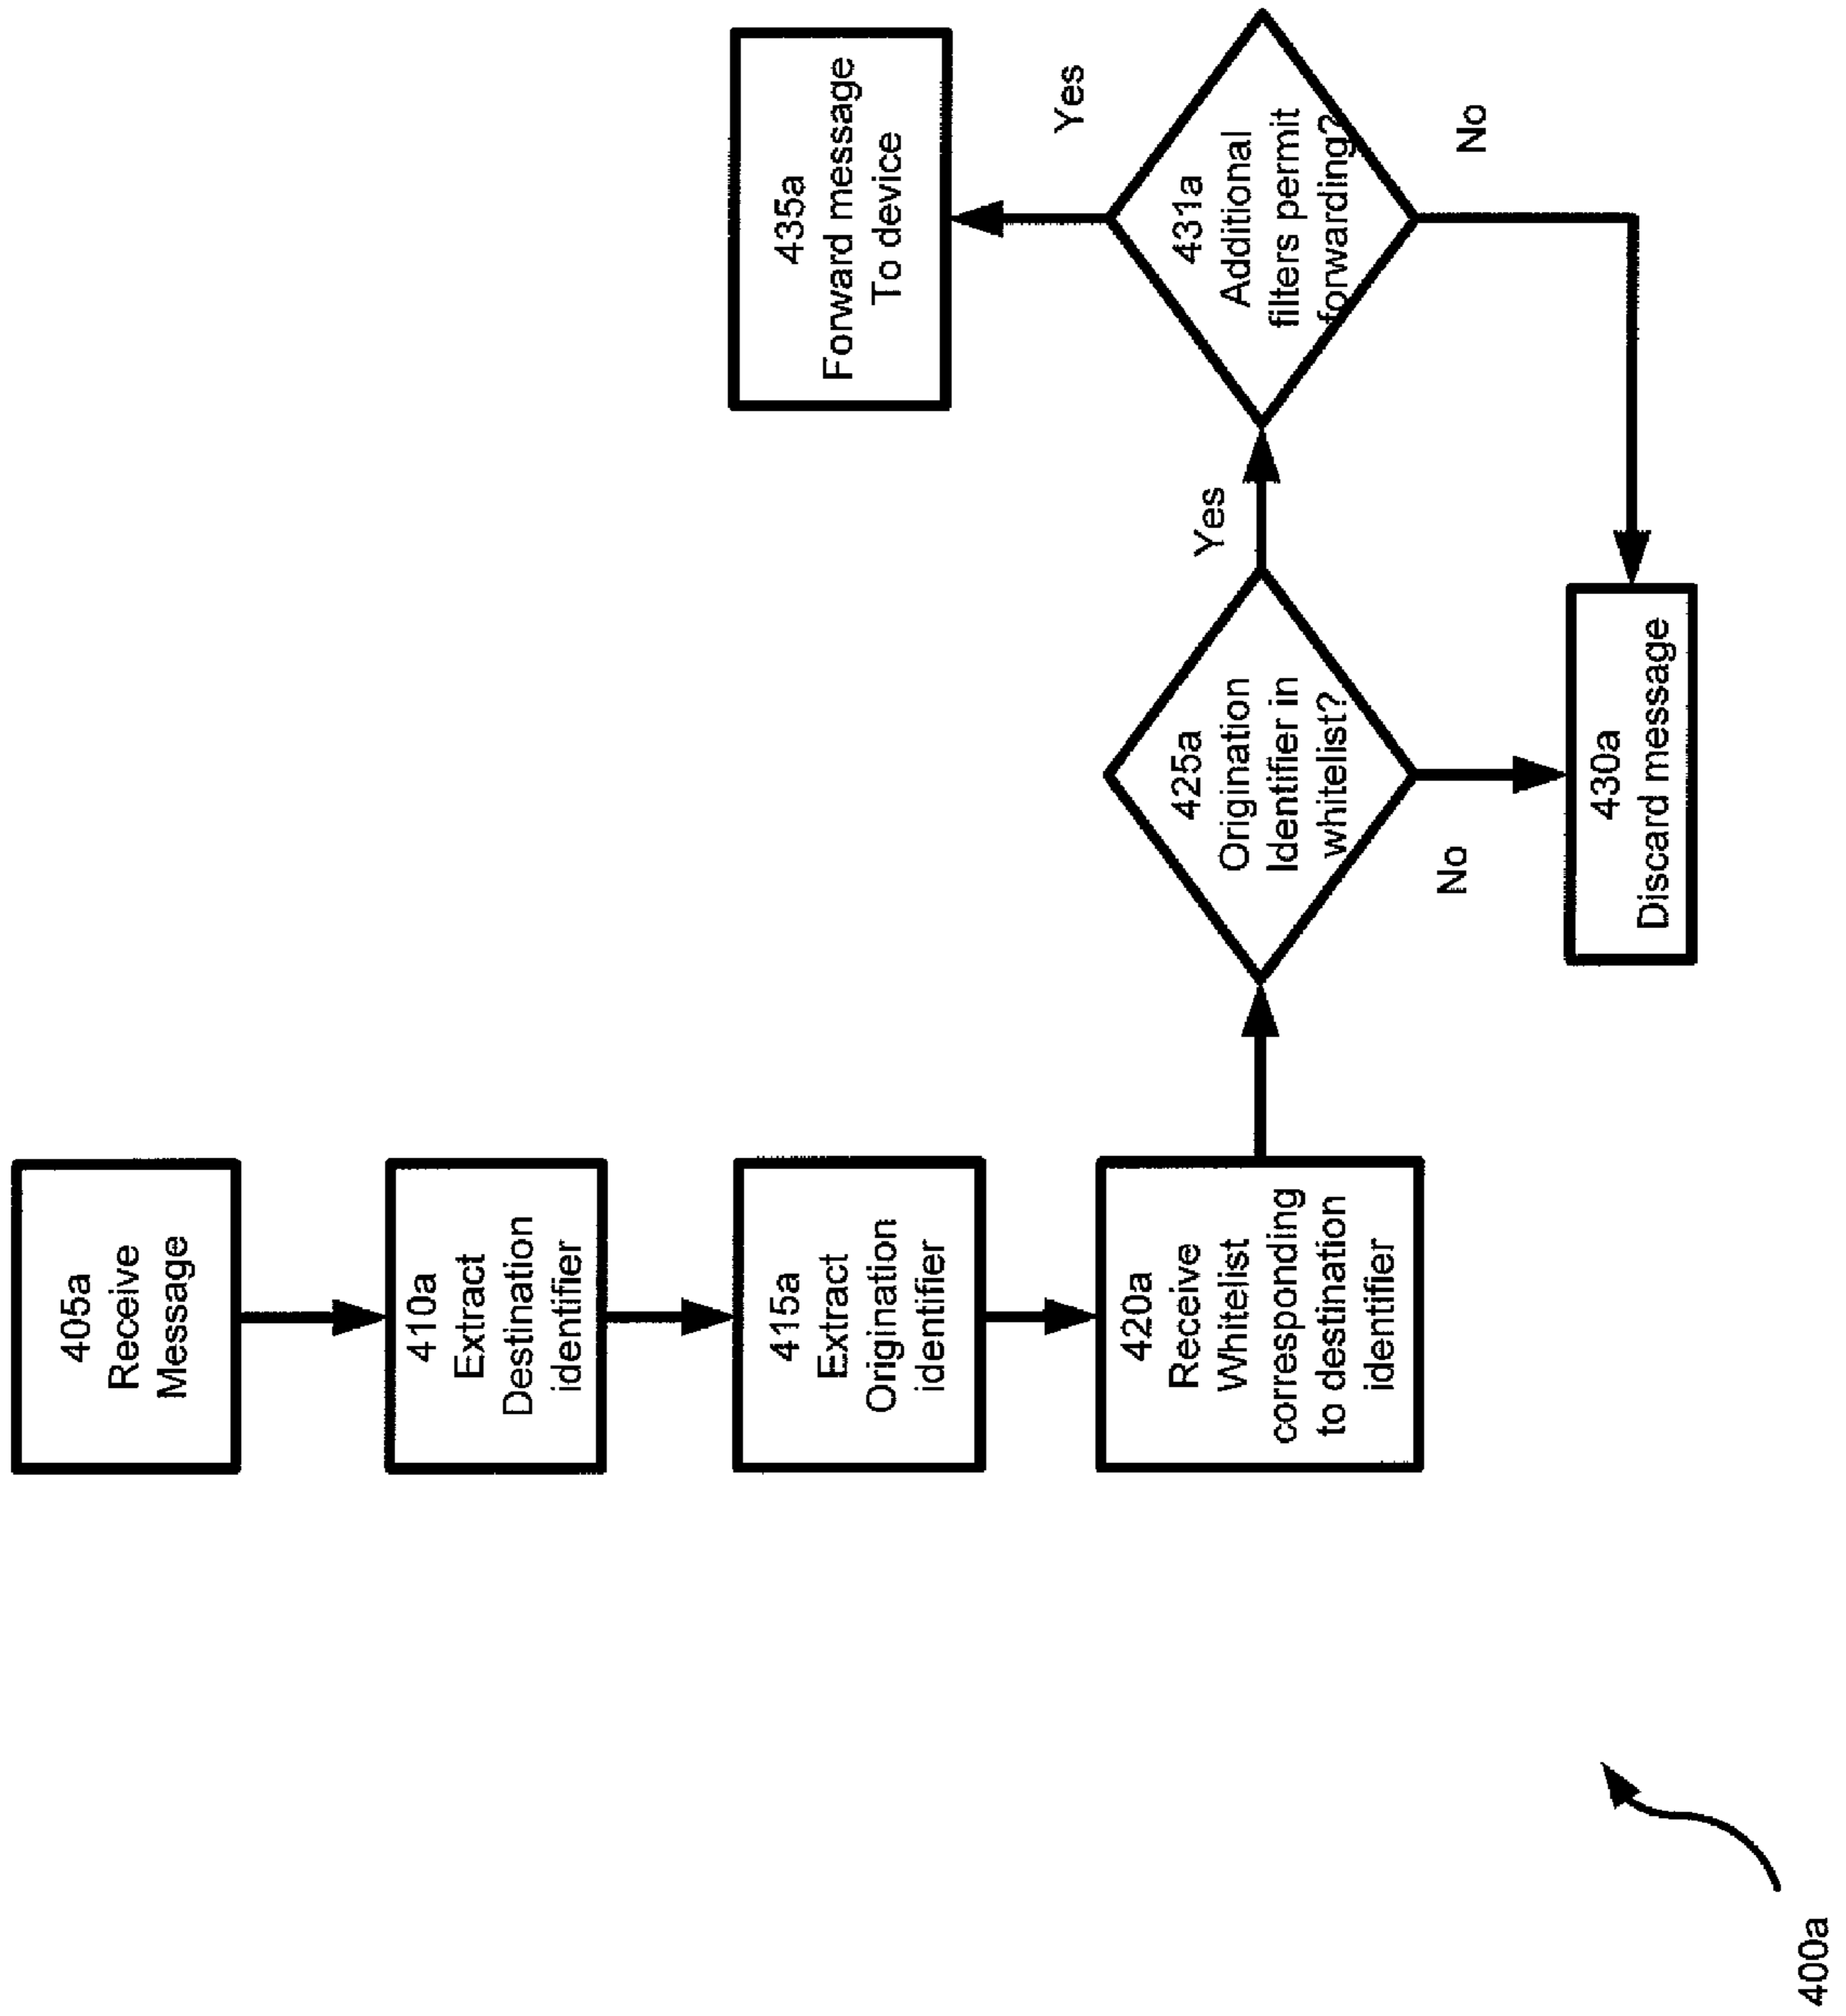 405a
Receive
Message
410a
Extract
Destination
identifier
415a
Extract
Origination
identifier
420a
Receive
Whitelist
corresponding
to destination
identifier
425a
Origination
Identifier in
whitelist?
Yes
No
430a
Discard message
431a
Additional
filters permit
forwarding?
Yes
No
435a
Forward message
To device
400a